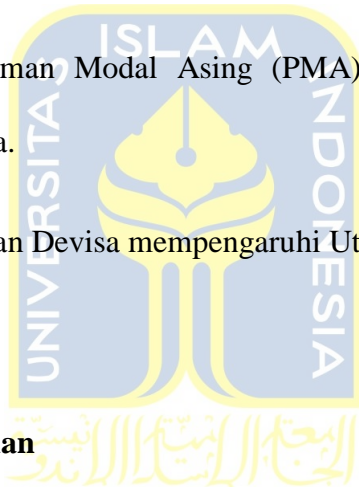 man Modal Asing (PMA)
a.
an Devisa mempengaruhi Ut
an
UNIVERSITAS
ISLAM
INDONESIA